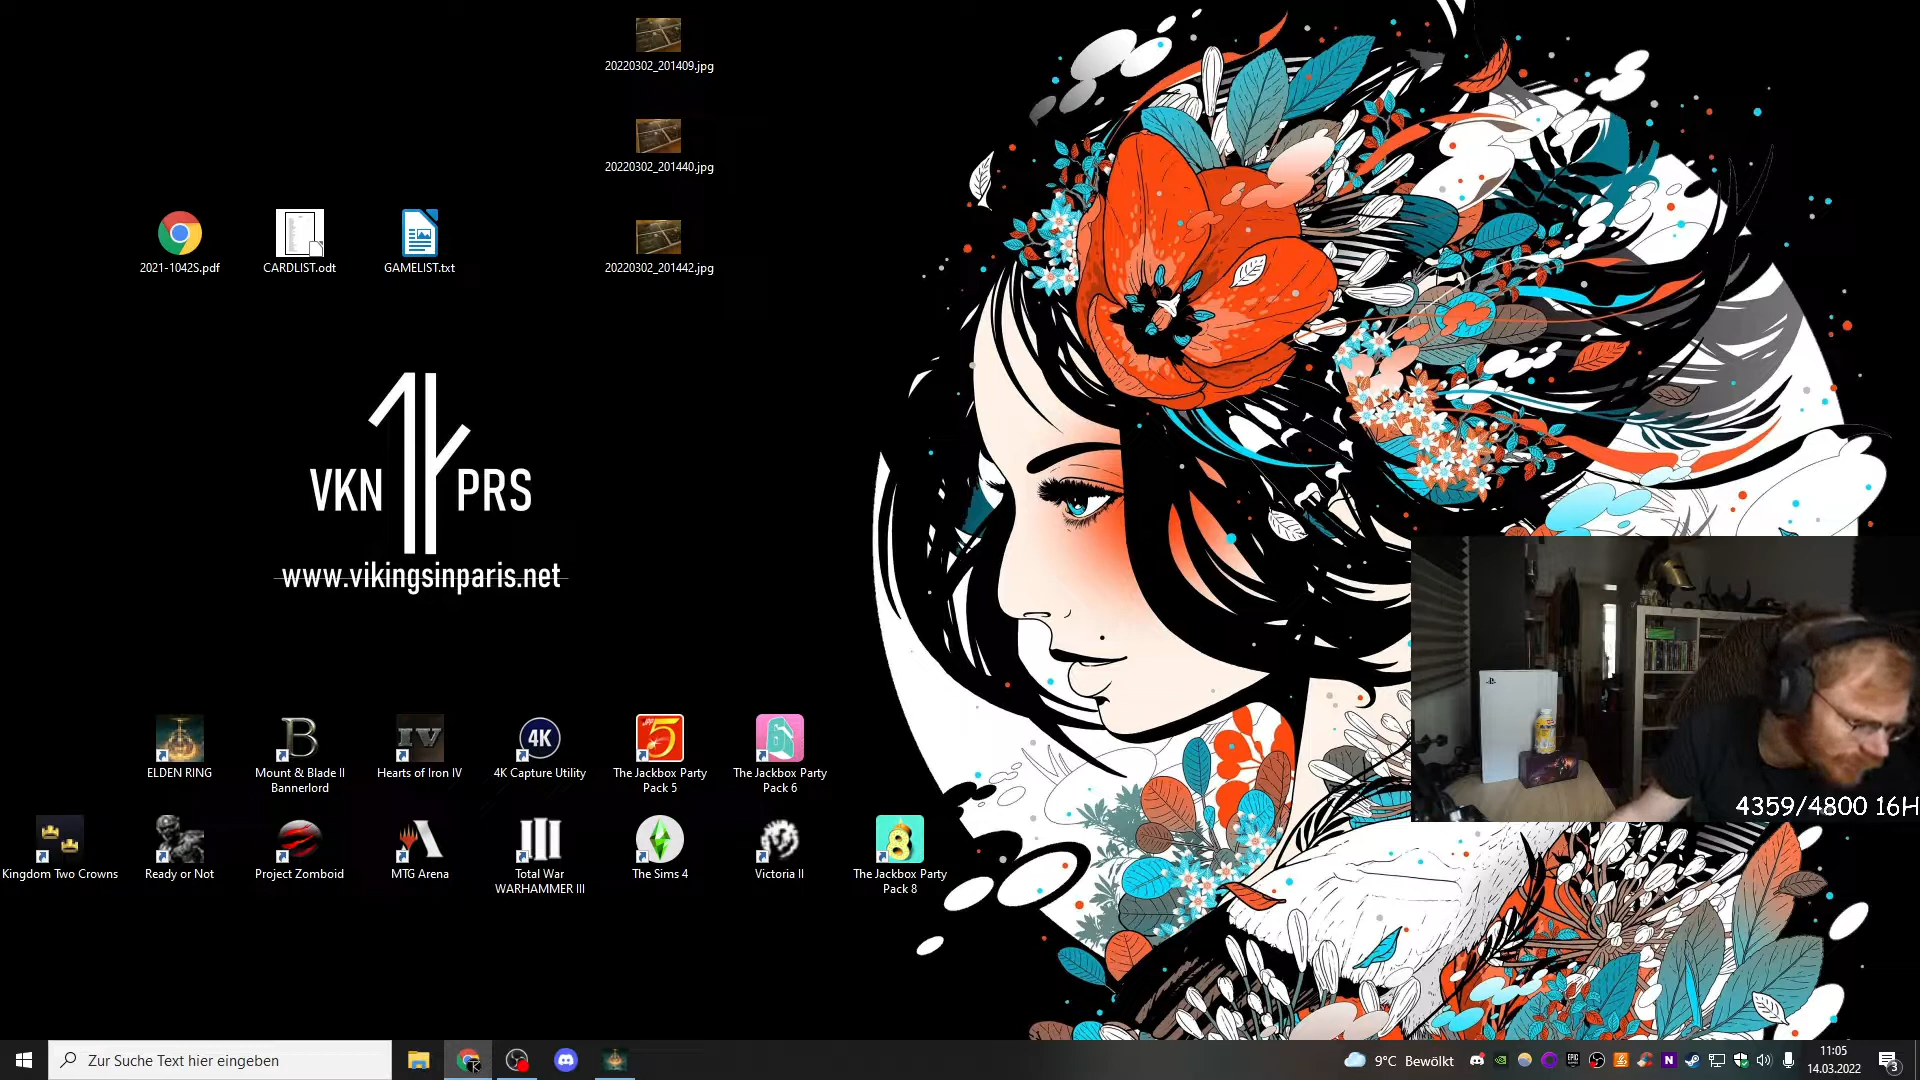 20220302_201409.jpg
20220302_201440.jpg
2021-1042S.pdf
CARDLIST.odt
GAMELIST.txt
20220302_201442.jpg
VKN PRS
www.vikingsinparis.net
4K
ELDEN RING
Mount & Blade II
Bannerlord
Hearts of Iron IV
4K Capture Utility
The Jackbox Party
Pack 5
The Jackbox Party
Pack 6
4359/4800 16H
Kingdom Two Crowns
Ready or Not
Project Zomboid
MTG Arena
Total War
WARHAMMER III
The Sims 4
Victoria II
The Jackbox Party
Pack 8
Zur Suche Text hier eingeben
9°C Bewölkt
11:05
14.03.2022
3